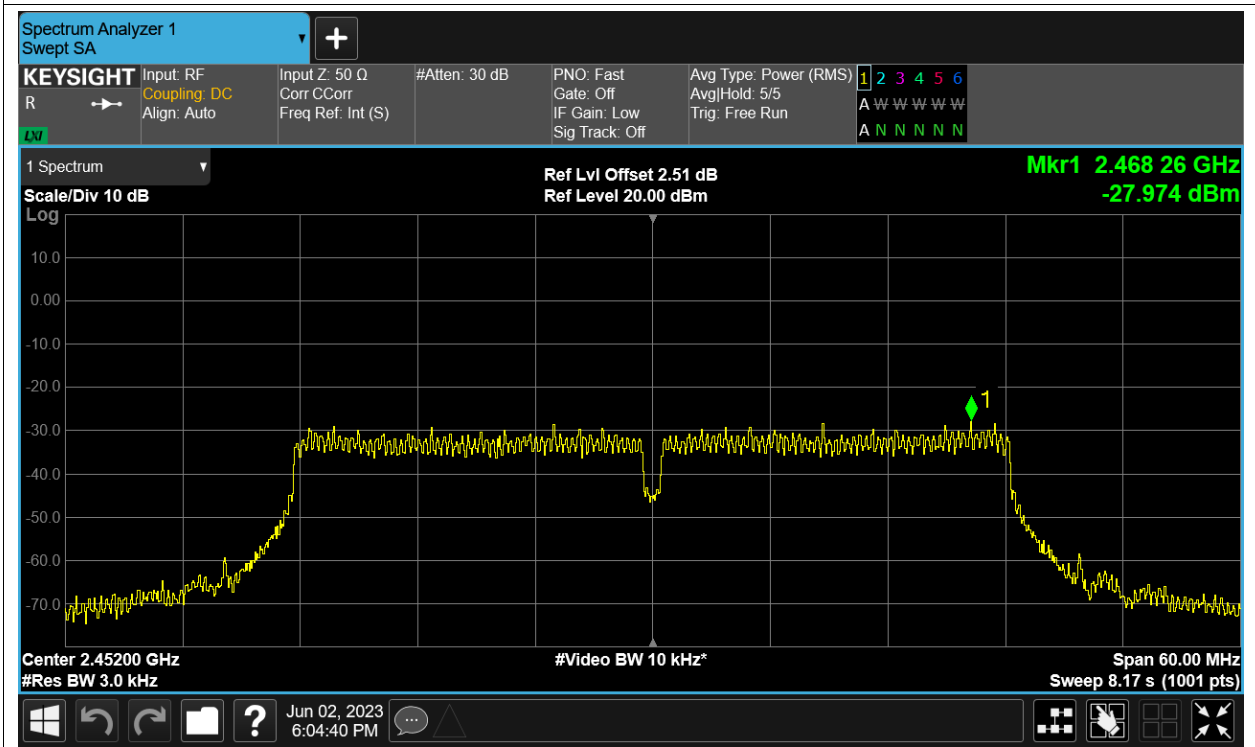 Spectrum Analyzer 1
Swept SA
KEYSIGHT
R
LXI
Input: RF
Coupling: DC
Align: Auto
Input Z: 50 Ω
Corr CCorr
Freq Ref: Int (S)
#Atten: 30 dB
PNO: Fast
Gate: Off
IF Gain: Low
Sig Track: Off
Avg Type: Power (RMS)
Avg|Hold: 5/5
Trig: Free Run
1 2 3 4 5 6
A W W W W W
A N N N N N
1 Spectrum
Scale/Div 10 dB
Log
Ref Lvl Offset 2.51 dB
Ref Level 20.00 dBm
Mkr1 2.468 26 GHz
-27.974 dBm
10.0
0.00
-10.0
-20.0
1
-30.0
-40.0
-50.0
-60.0
-70.0
Center 2.45200 GHz
#Video BW 10 kHz*
Span 60.00 MHz
#Res BW 3.0 kHz
Sweep 8.17 s (1001 pts)
?
Jun 02, 2023
6:04:40 PM